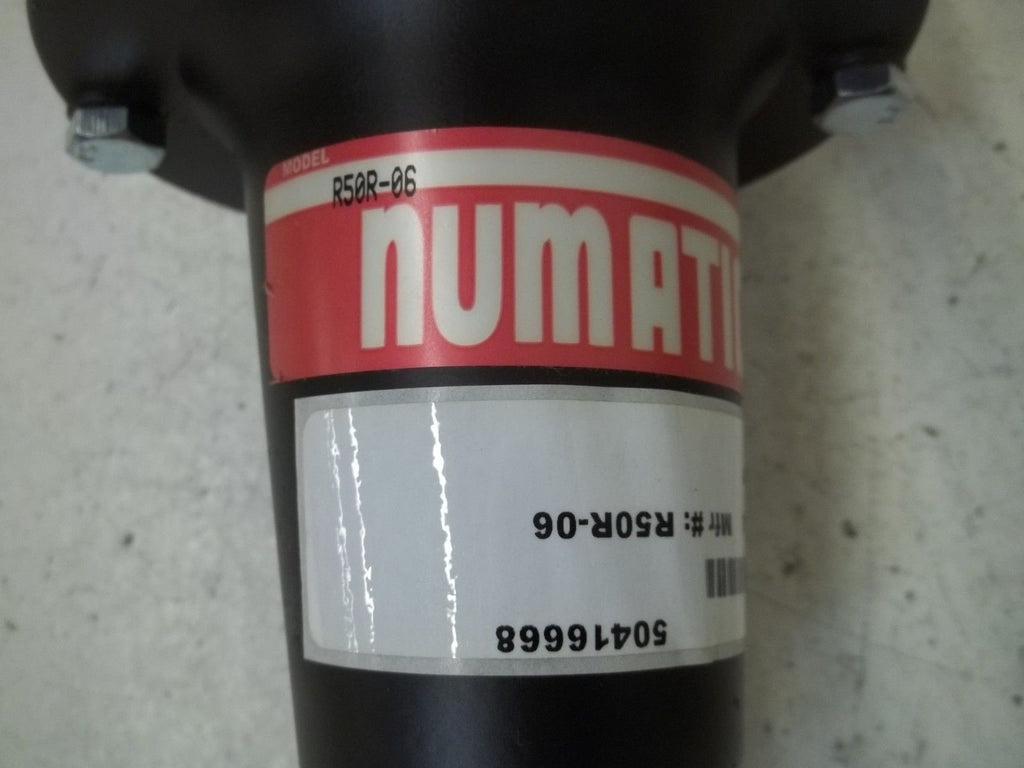 MODEL
R50R-06
NUMATI
Mfr #: R50R-06
50416668